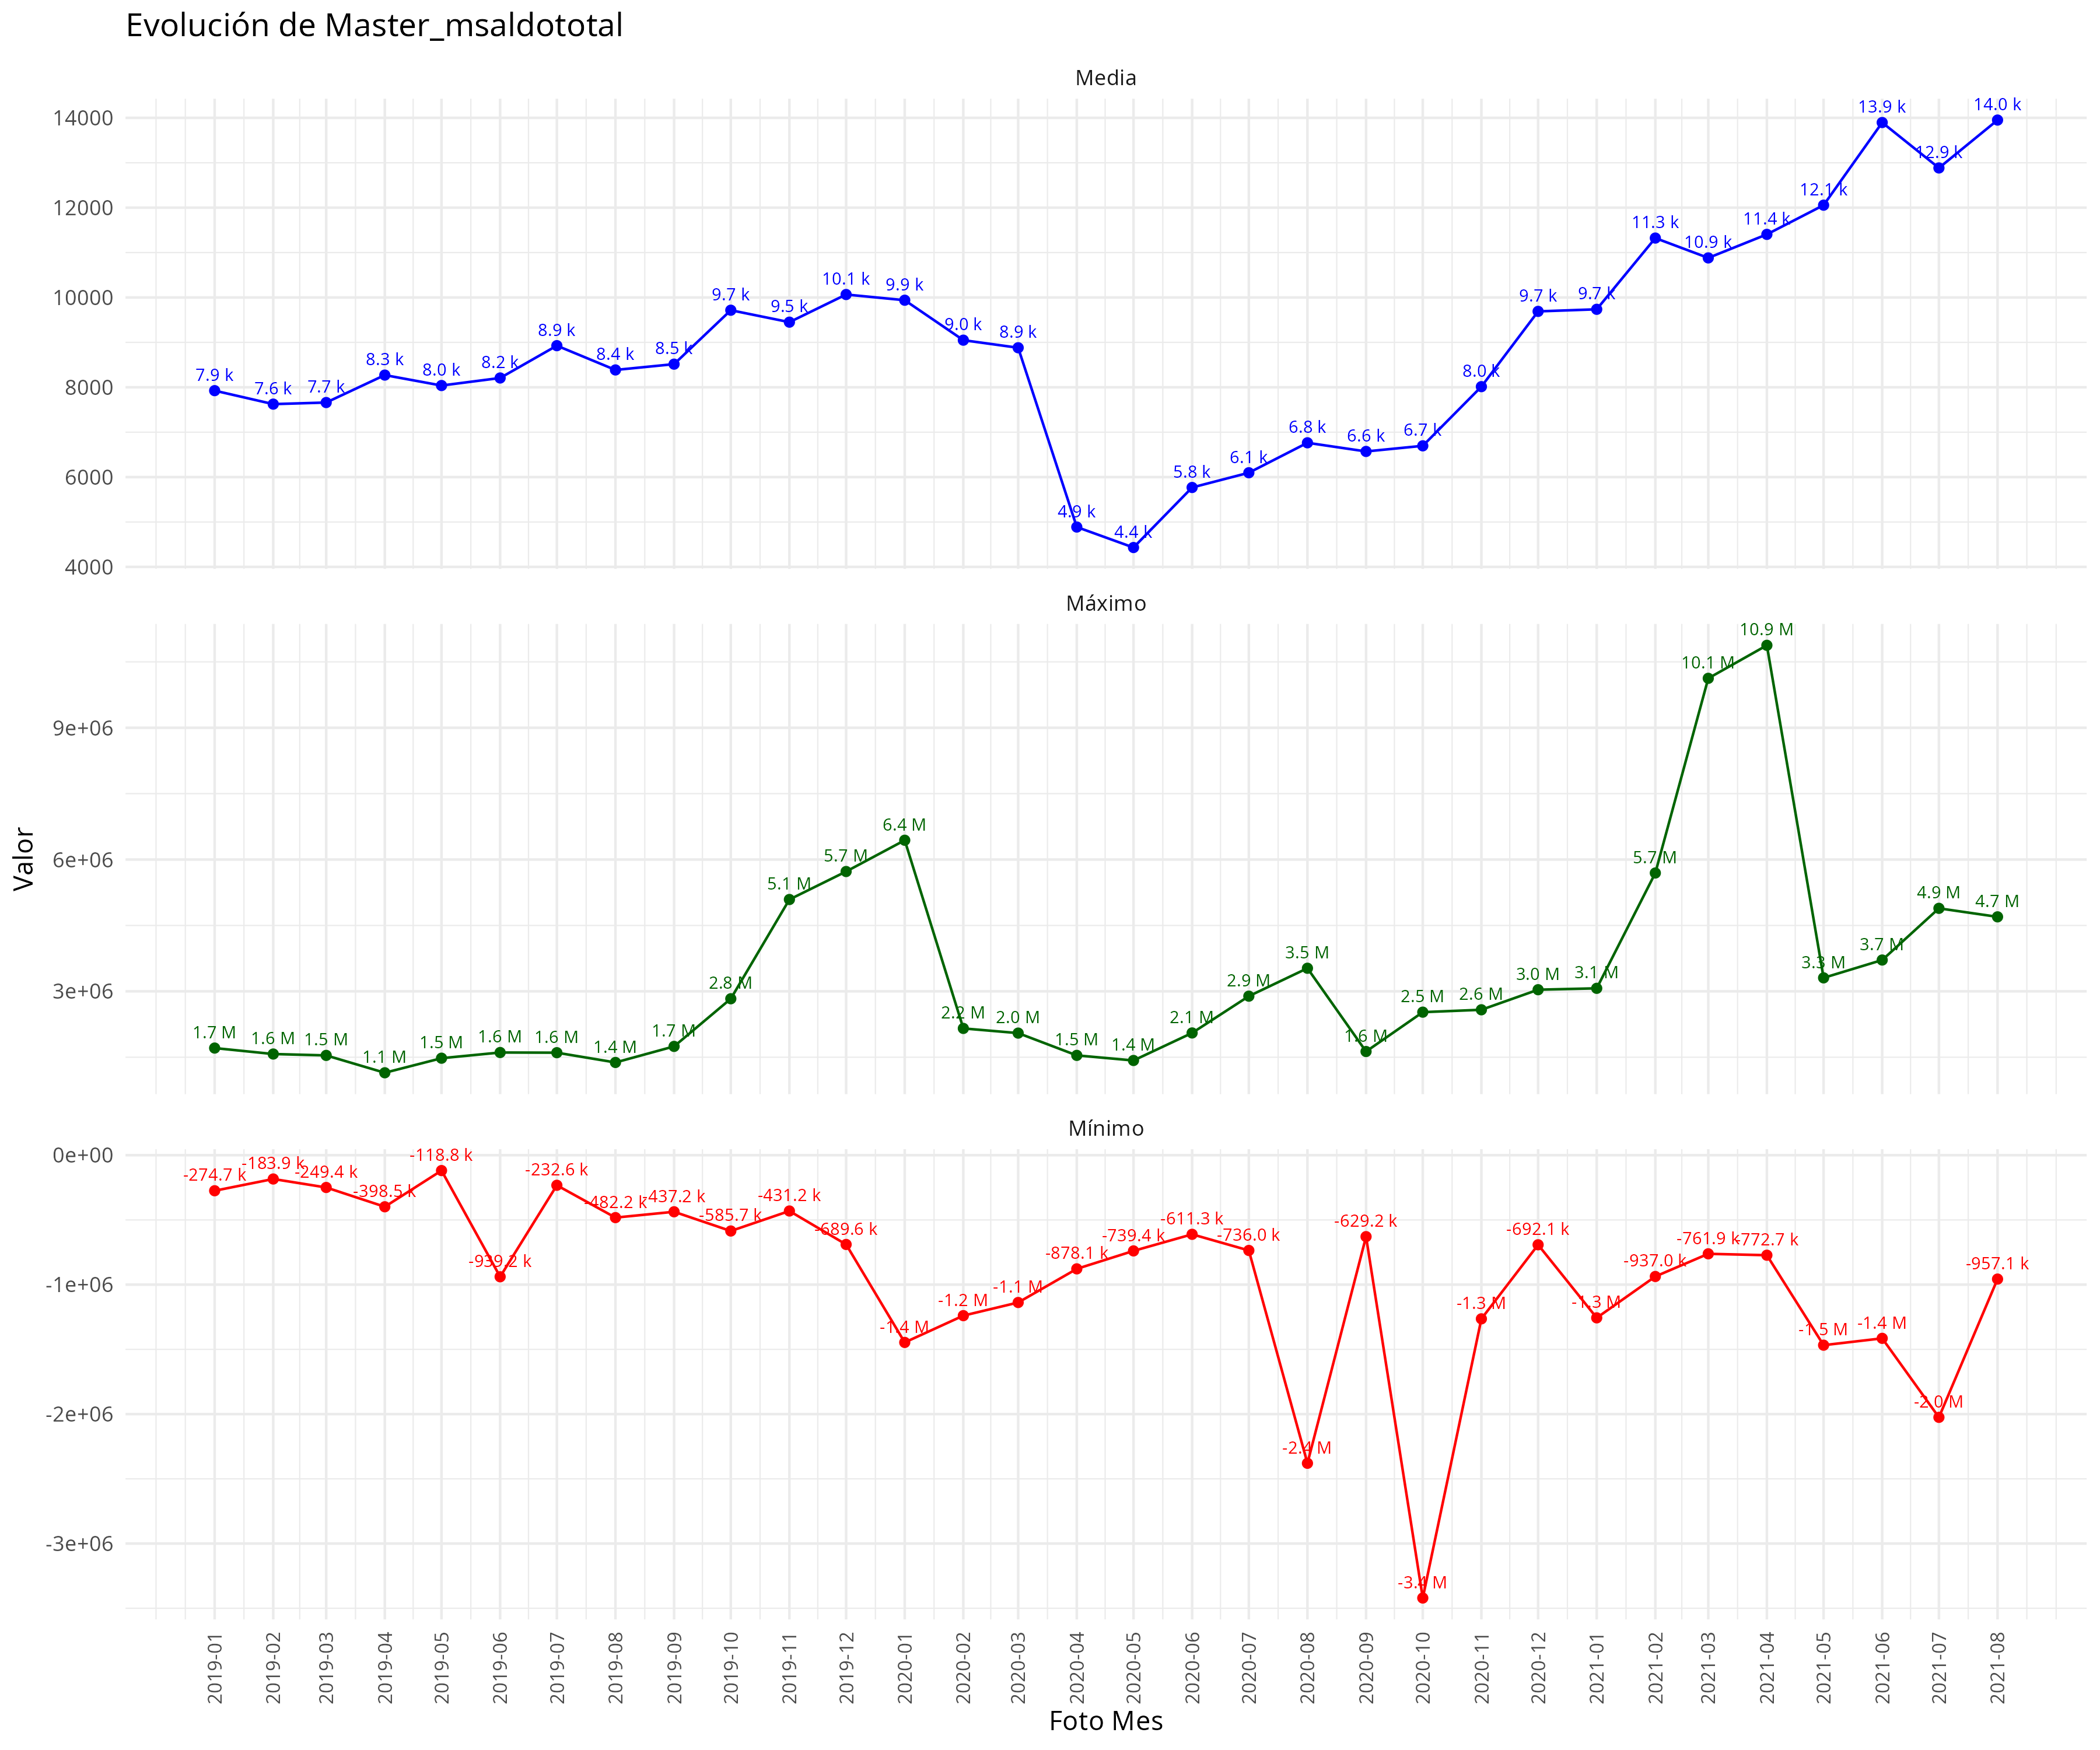 Evolución de Master_msaldototal
Media
14000
12000
10000
8000
6000
4000
7.9 k
7.6 k
7.7 k
8.3 k
8.0 k
8.2 k
8.9 k
8.4 k
8.5 k
9.7 k
9.5 k
10.1 k
9.9 k
9.0 k
8.9 k
4.9 k
4.4 k
5.8 k
6.1 k
6.8 k
6.6 k
6.7 k
8.0 k
9.7 k
9.7 k
11.3 k
10.9 k
11.4 k
12.1 k
13.9 k
12.9 k
14.0 k
Máximo
Valor
9e+06
6e+06
3e+06
1.7 M
1.6 M
1.5 M
1.1 M
1.5 M
1.6 M
1.6 M
1.4 M
1.7 M
2.8 M
5.1 M
5.7 M
6.4 M
2.2 M
2.0 M
1.5 M
1.4 M
2.1 M
2.9 M
3.5 M
1.6 M
2.5 M
2.6 M
3.0 M
3.1 M
5.7 M
10.1 M
10.9 M
3.3 M
3.7 M
4.9 M
4.7 M
Mínimo
0e+00
-1e+06
-2e+06
-3e+06
-274.7 k
-183.9 k
-249.4 k
-398.5 k
-118.8 k
-939.2 k
-232.6 k
-482.2 k
-437.2 k
-585.7 k
-431.2 k
-689.6 k
-1.4 M
-1.2 M
-1.1 M
-878.1 k
-739.4 k
-611.3 k
-736.0 k
-2.4 M
-629.2 k
-3.4 M
-1.3 M
-692.1 k
-1.3 M
-937.0 k
-761.9 k
-772.7 k
-1.5 M
-1.4 M
-2.0 M
-957.1 k
2019-01
2019-02
2019-03
2019-04
2019-05
2019-06
2019-07
2019-08
2019-09
2019-10
2019-11
2019-12
2020-01
2020-02
2020-03
2020-04
2020-05
2020-06
2020-07
2020-08
2020-09
2020-10
2020-11
2020-12
2021-01
2021-02
2021-03
2021-04
2021-05
2021-06
2021-07
2021-08
Foto Mes